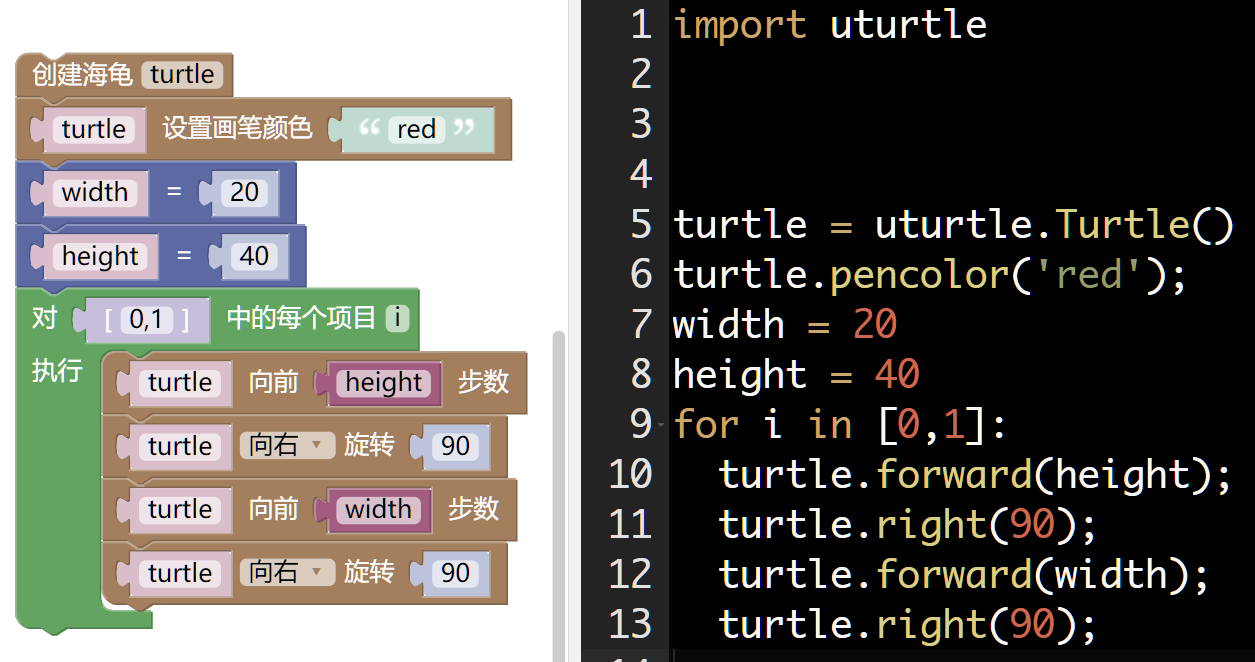 创建海龟 turtle
turtle 设置画笔颜色 “ red ”
width = 20
height = 40
对 [ 0,1 ] 中的每个项目 i
执行
turtle 向前 height 步数
turtle 向右 旋转 90
turtle 向前 width 步数
turtle 向右 旋转 90
1 import uturtle
2
3
4
5 turtle = uturtle.Turtle()
6 turtle.pencolor('red');
7 width = 20
8 height = 40
9 for i in [0,1]:
10 turtle.forward(height);
11 turtle.right(90);
12 turtle.forward(width);
13 turtle.right(90);